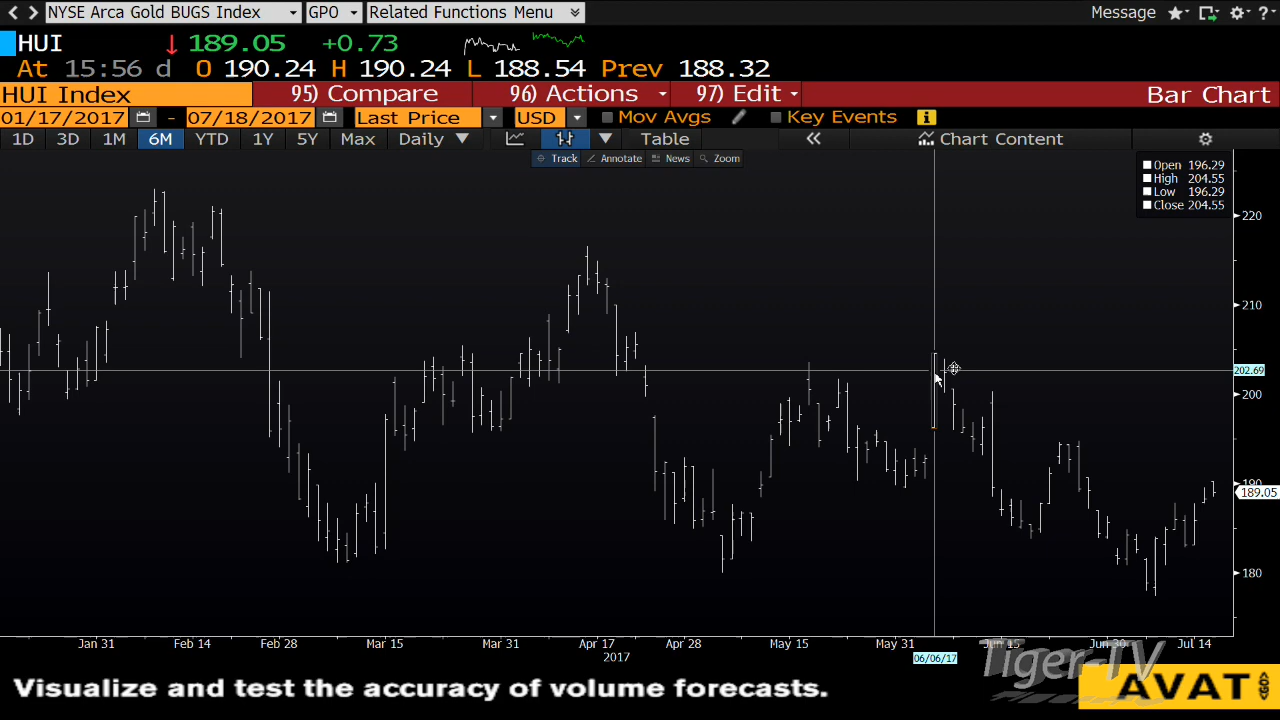 NYSE Arca Gold BUGS Index GPO Related Functions Menu Message ?
HUI 189.05 +0.73
At 15:56 d O 190.24 H 190.24 L 188.54 Prev 188.32
HUI Index 95) Compare 96) Actions 97) Edit Bar Chart
01/17/2017 - 07/18/2017 Last Price USD Mov Avgs Key Events i
1D 3D 1M 6M YTD 1Y 5Y Max Daily Table « Chart Content
Track Annotate News Zoom
Open 196.29
High 204.55
Low 196.29
Close 204.55
220
210
202.69
200
190
189.05
180
Jan 31 Feb 14 Feb 28 Mar 15 Mar 31 Apr 17 Apr 28 May 15 May 31 Jun 15 Jun 30 Jul 14
2017 06/06/17
Tiger-TV
Visualize and test the accuracy of volume forecasts. AVAT <GO>